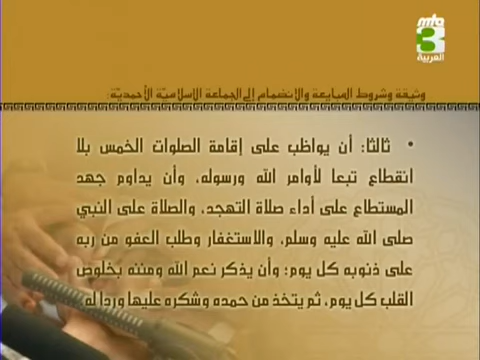 mta
3
العربية
وثيقة وشروط المبايعة والانضمام إلى الجماعة الاسلاميّة الأحمديّة:
• ثالثا: أن يواظب على إقامة الصلوات الخمس بلا
انقطاع تبعا لأوامر الله ورسوله، وأن يداوم جهد
المستطاع على أداء صلاة التهجد، والصلاة على النبي
صلى الله عليه وسلم، والاستغفار وطلب العفو من ربه
على ذنوبه كل يوم؛ وأن يذكر نعم الله ومننه بخلوص
القلب كل يوم، ثم يتخذ من حمده وشكره عليها وردا له